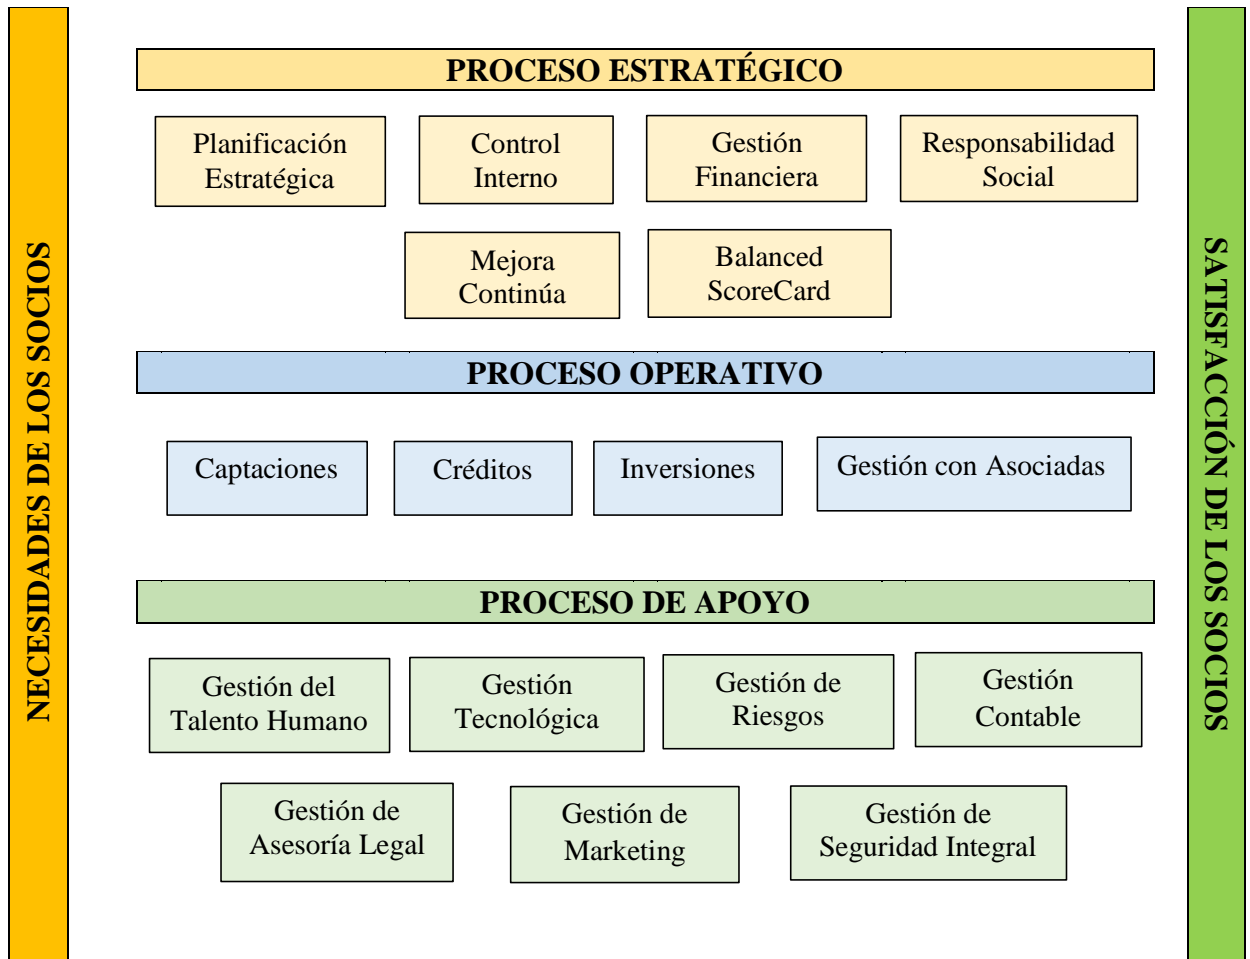 NECESIDADES DE LOS SOCIOS
PROCESO ESTRATÉGICO
Planificación
Estratégica
Control
Interno
Gestión
Financiera
Responsabilidad
Social
Mejora
Continúa
Balanced
ScoreCard
PROCESO OPERATIVO
Captaciones
Créditos
Inversiones
Gestión con Asociadas
PROCESO DE APOYO
Gestión del
Talento Humano
Gestión
Tecnológica
Gestión de
Riesgos
Gestión
Contable
Gestión de
Asesoría Legal
Gestión de
Marketing
Gestión de
Seguridad Integral
SATISFACCIÓN DE LOS SOCIOS